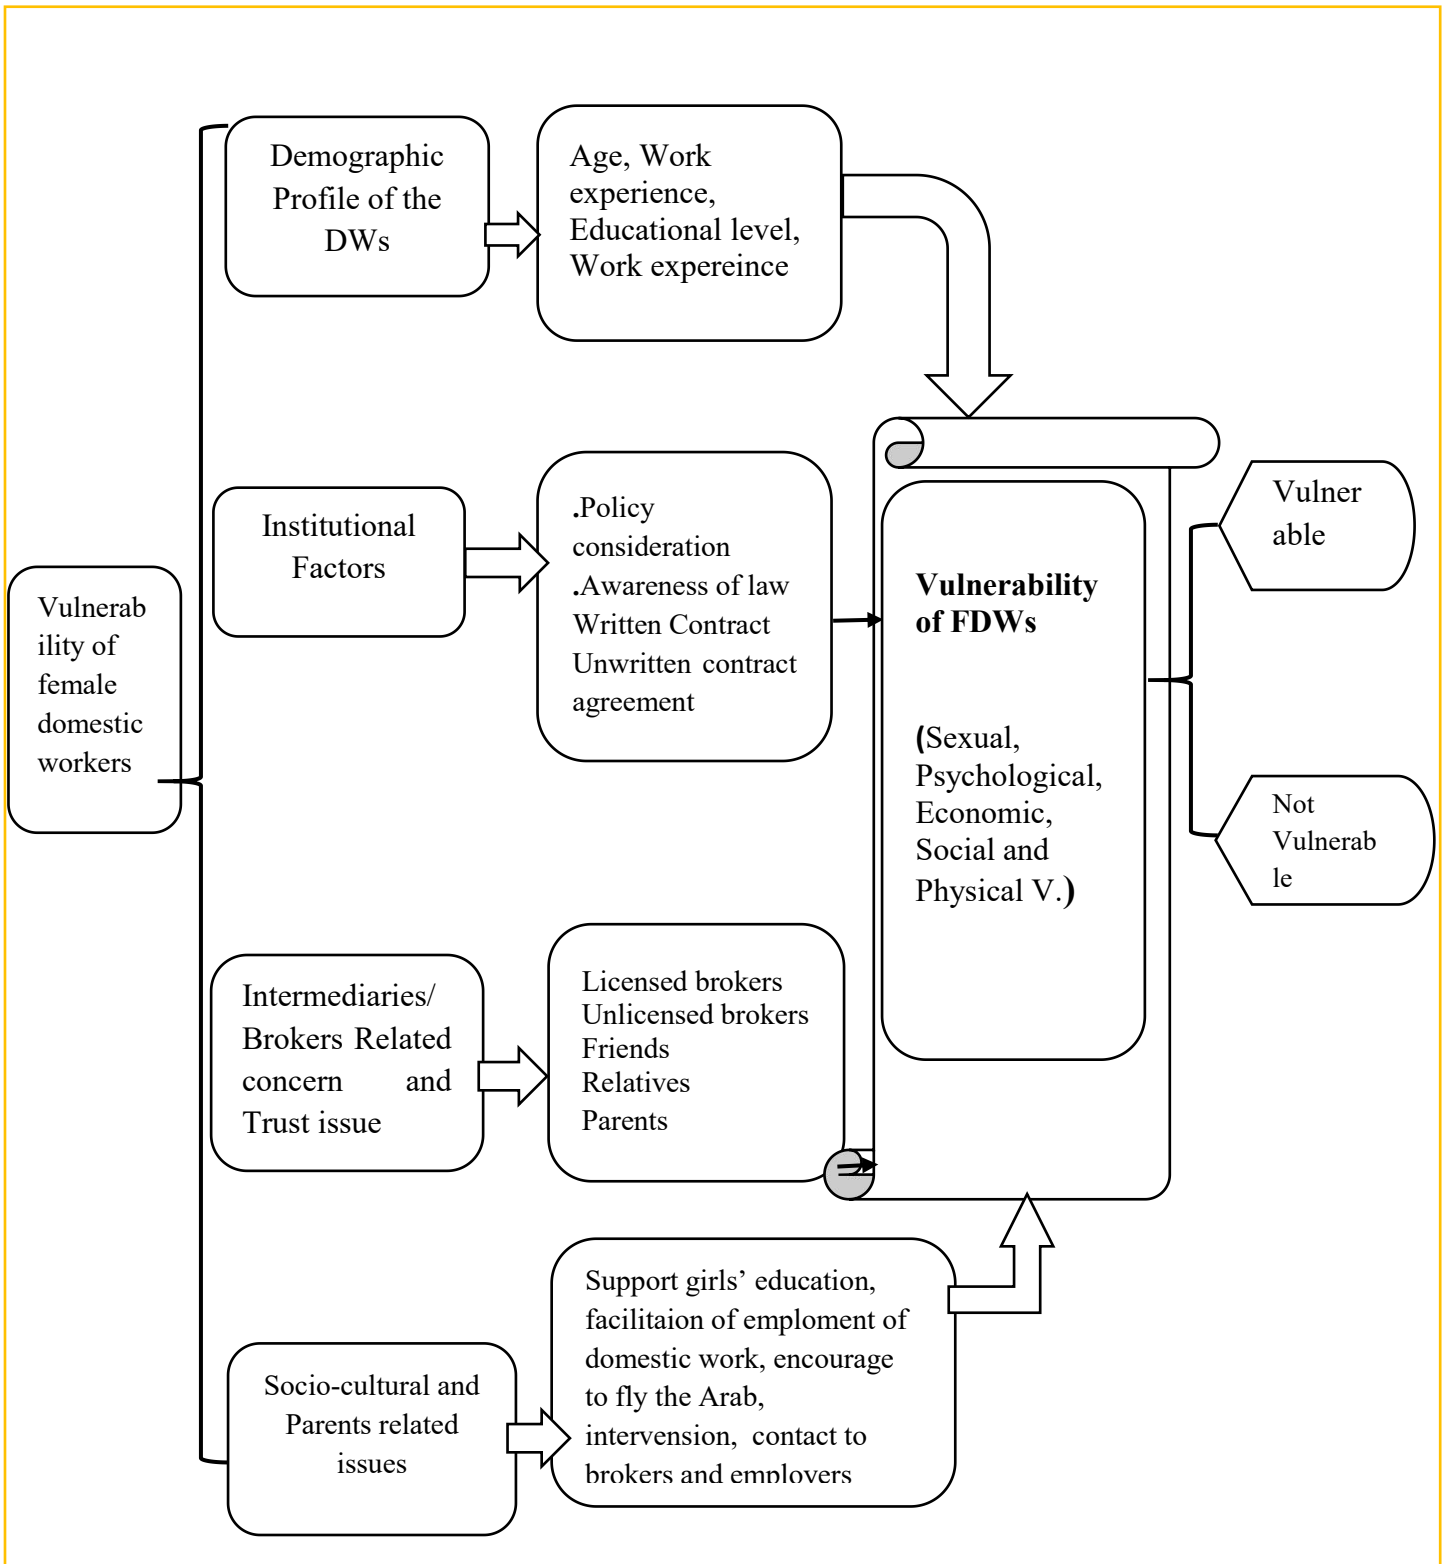 Demographic
Profile of the
DWs
Age, Work
experience,
Educational level,
Work expereince
Institutional
Factors
.Policy
consideration
.Awareness of law
Written Contract
Unwritten contract
agreement
Vulnerab
ility of
female
domestic
workers
Vulnerability
of FDWs
(Sexual,
Psychological,
Economic,
Social and
Physical V.)
Vulner
able
Not
Vulnerab
le
Intermediaries/
Brokers Related
concern and
Trust issue
Licensed brokers
Unlicensed brokers
Friends
Relatives
Parents
Socio-cultural and
Parents related
issues
Support girls’ education,
facilitaion of emploment of
domestic work, encourage
to fly the Arab,
intervension, contact to
brokers and employers